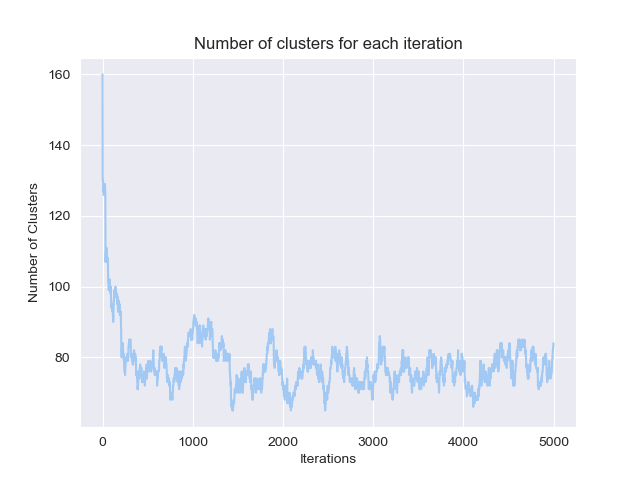 Number of clusters for each iteration
160
140
120
100
80
Number of Clusters
0 1000 2000 3000 4000 5000
Iterations